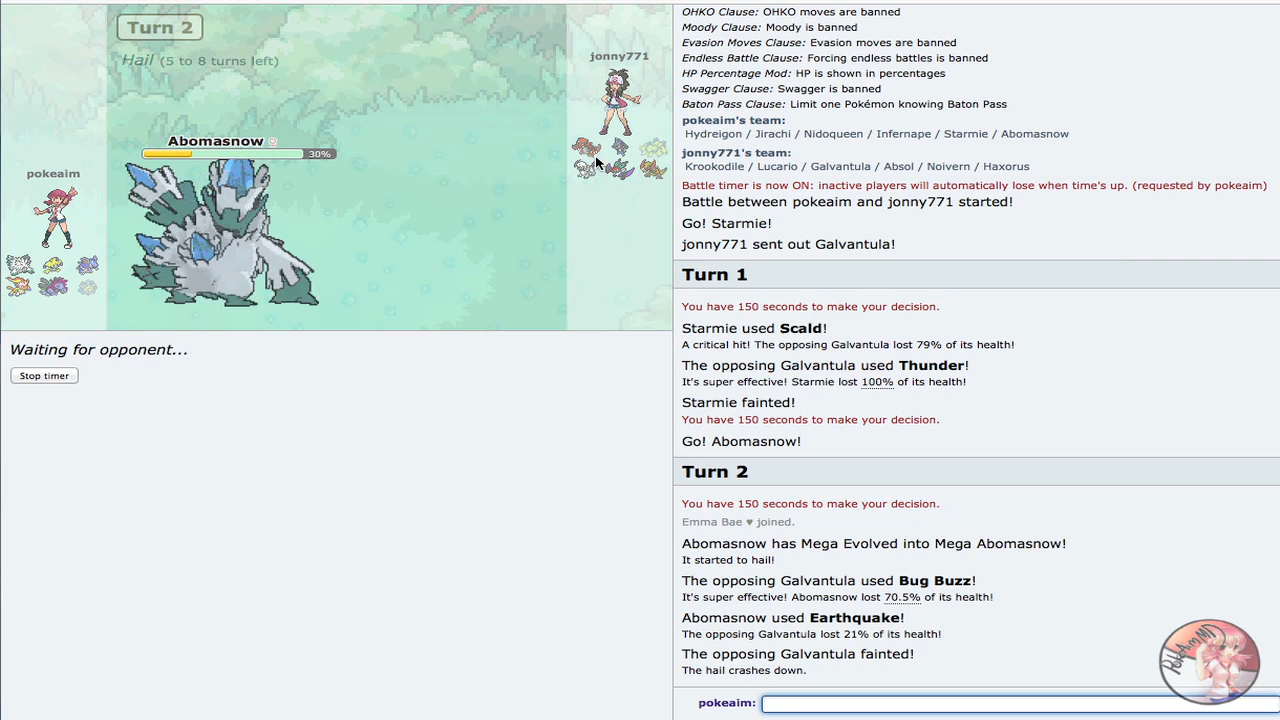 Turn 2
Hail (5 to 8 turns left)
Abomasnow
30%
pokeaim
jonny771
Waiting for opponent...
Stop timer
OHKO Clause: OHKO moves are banned
Moody Clause: Moody is banned
Evasion Moves Clause: Evasion moves are banned
Endless Battle Clause: Forcing endless battles is banned
HP Percentage Mod: HP is shown in percentages
Swagger Clause: Swagger is banned
Baton Pass Clause: Limit one Pokémon knowing Baton Pass
pokeaim's team:
Hydreigon / Jirachi / Nidoqueen / Infernape / Starmie / Abomasnow
jonny771's team:
Krookodile / Lucario / Galvantula / Absol / Noivern / Haxorus
Battle timer is now ON: inactive players will automatically lose when time's up. (requested by pokeaim)
Battle between pokeaim and jonny771 started!
Go! Starmie!
jonny771 sent out Galvantula!
Turn 1
You have 150 seconds to make your decision.
Starmie used Scald!
A critical hit! The opposing Galvantula lost 79% of its health!
The opposing Galvantula used Thunder!
It's super effective! Starmie lost 100% of its health!
Starmie fainted!
You have 150 seconds to make your decision.
Go! Abomasnow!
Turn 2
You have 150 seconds to make your decision.
Emma Bae ♥ joined.
Abomasnow has Mega Evolved into Mega Abomasnow!
It started to hail!
The opposing Galvantula used Bug Buzz!
It's super effective! Abomasnow lost 70.5% of its health!
Abomasnow used Earthquake!
The opposing Galvantula lost 21% of its health!
The opposing Galvantula fainted!
The hail crashes down.
pokeaim: